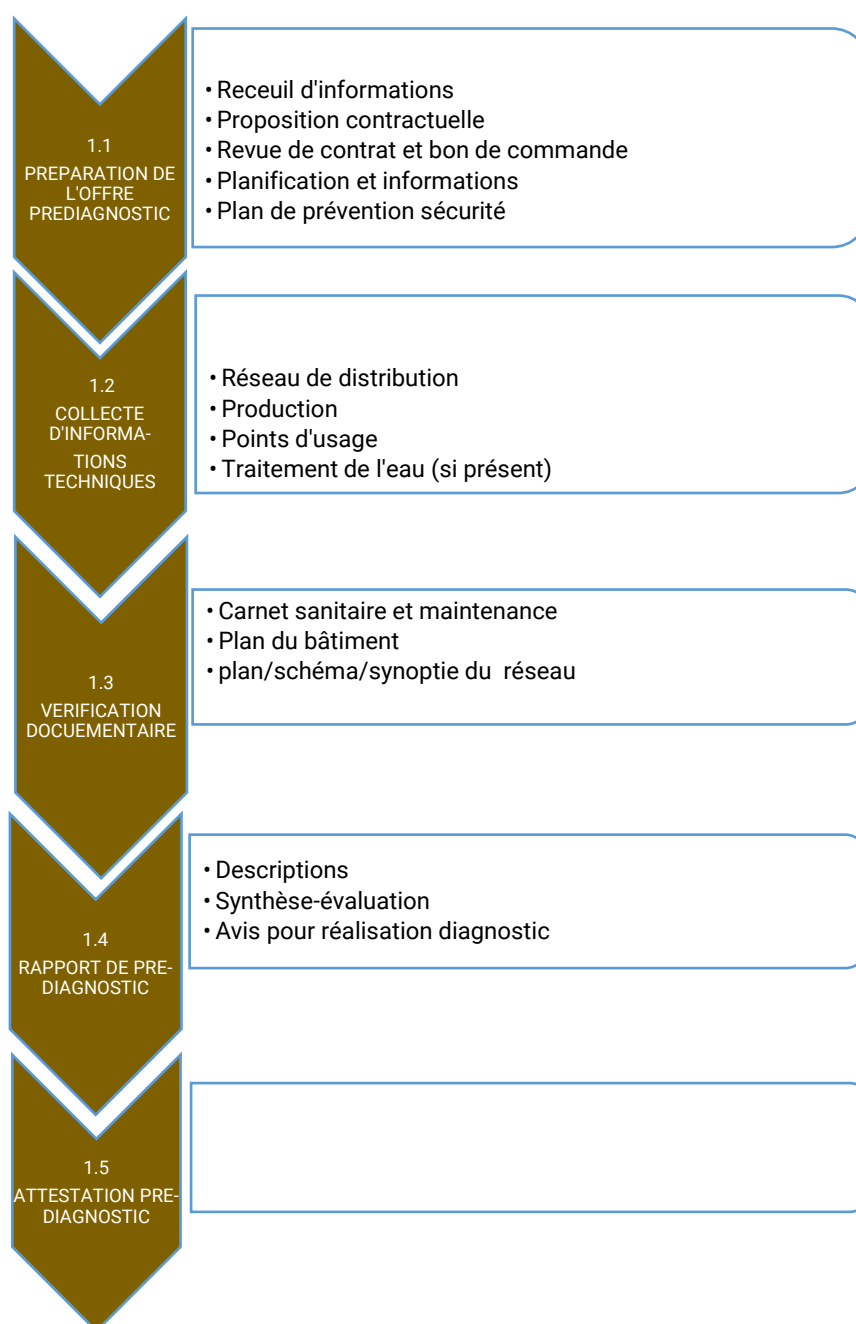 1.1
PREPARATION DE
L'OFFRE
PREDIAGNOSTIC
• Receuil d'informations
• Proposition contractuelle
• Revue de contrat et bon de commande
• Planification et informations
• Plan de prévention sécurité
1.2
COLLECTE
D'INFORMA-
TIONS
TECHNIQUES
• Réseau de distribution
• Production
• Points d'usage
• Traitement de l'eau (si présent)
1.3
VERIFICATION
DOCUEMENTAIRE
• Carnet sanitaire et maintenance
• Plan du bâtiment
• plan/schéma/synoptie du réseau
1.4
RAPPORT DE PRE-
DIAGNOSTIC
• Descriptions
• Synthèse-évaluation
• Avis pour réalisation diagnostic
1.5
ATTESTATION PRE-
DIAGNOSTIC